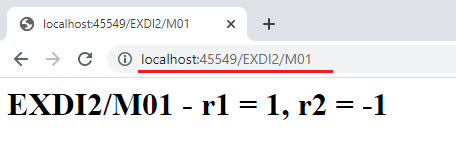 localhost:45549/EXDI2/M01
localhost:45549/EXDI2/M01
EXDI2/M01 - r1 = 1, r2 = -1